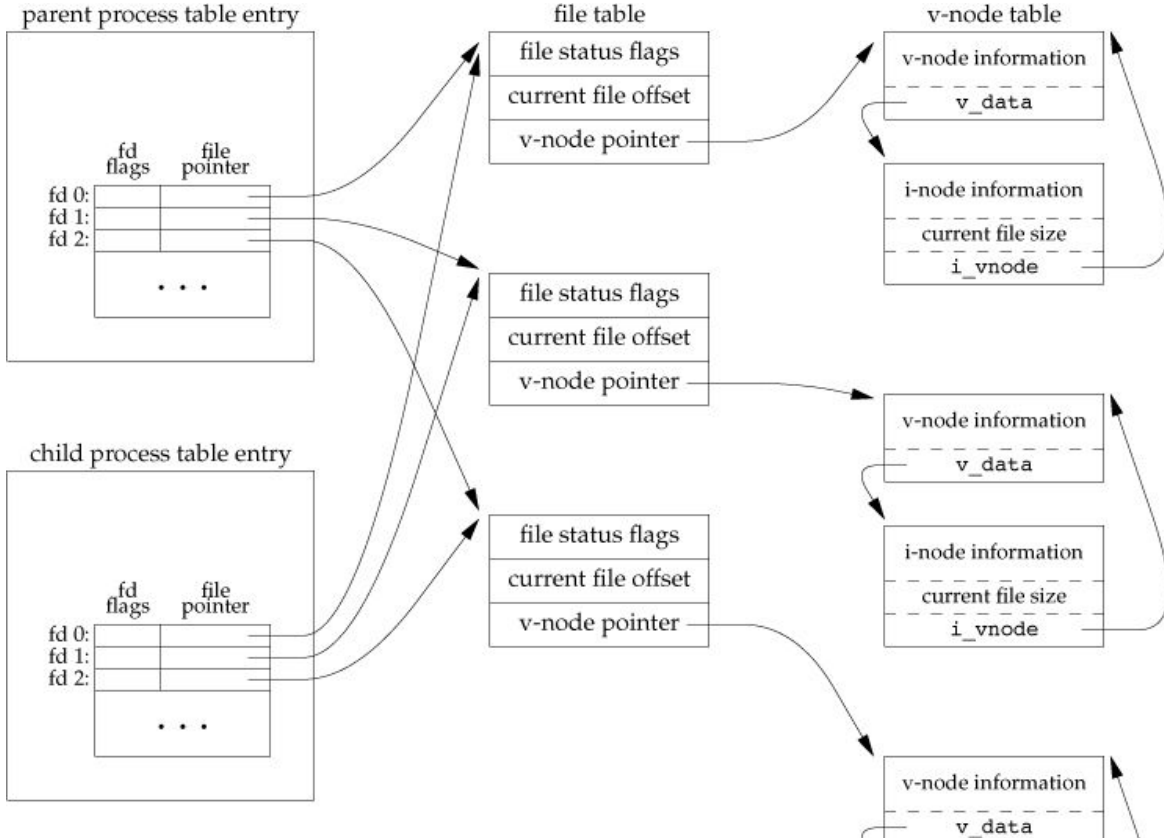 parent process table entry
fd flags
file pointer
fd 0:
fd 1:
fd 2:
. . .
child process table entry
fd flags
file pointer
fd 0:
fd 1:
fd 2:
. . .
file table
file status flags
current file offset
v-node pointer
file status flags
current file offset
v-node pointer
file status flags
current file offset
v-node pointer
v-node table
v-node information
v_data
i-node information
current file size
i_vnode
v-node information
v_data
i-node information
current file size
i_vnode
v-node information
v_data